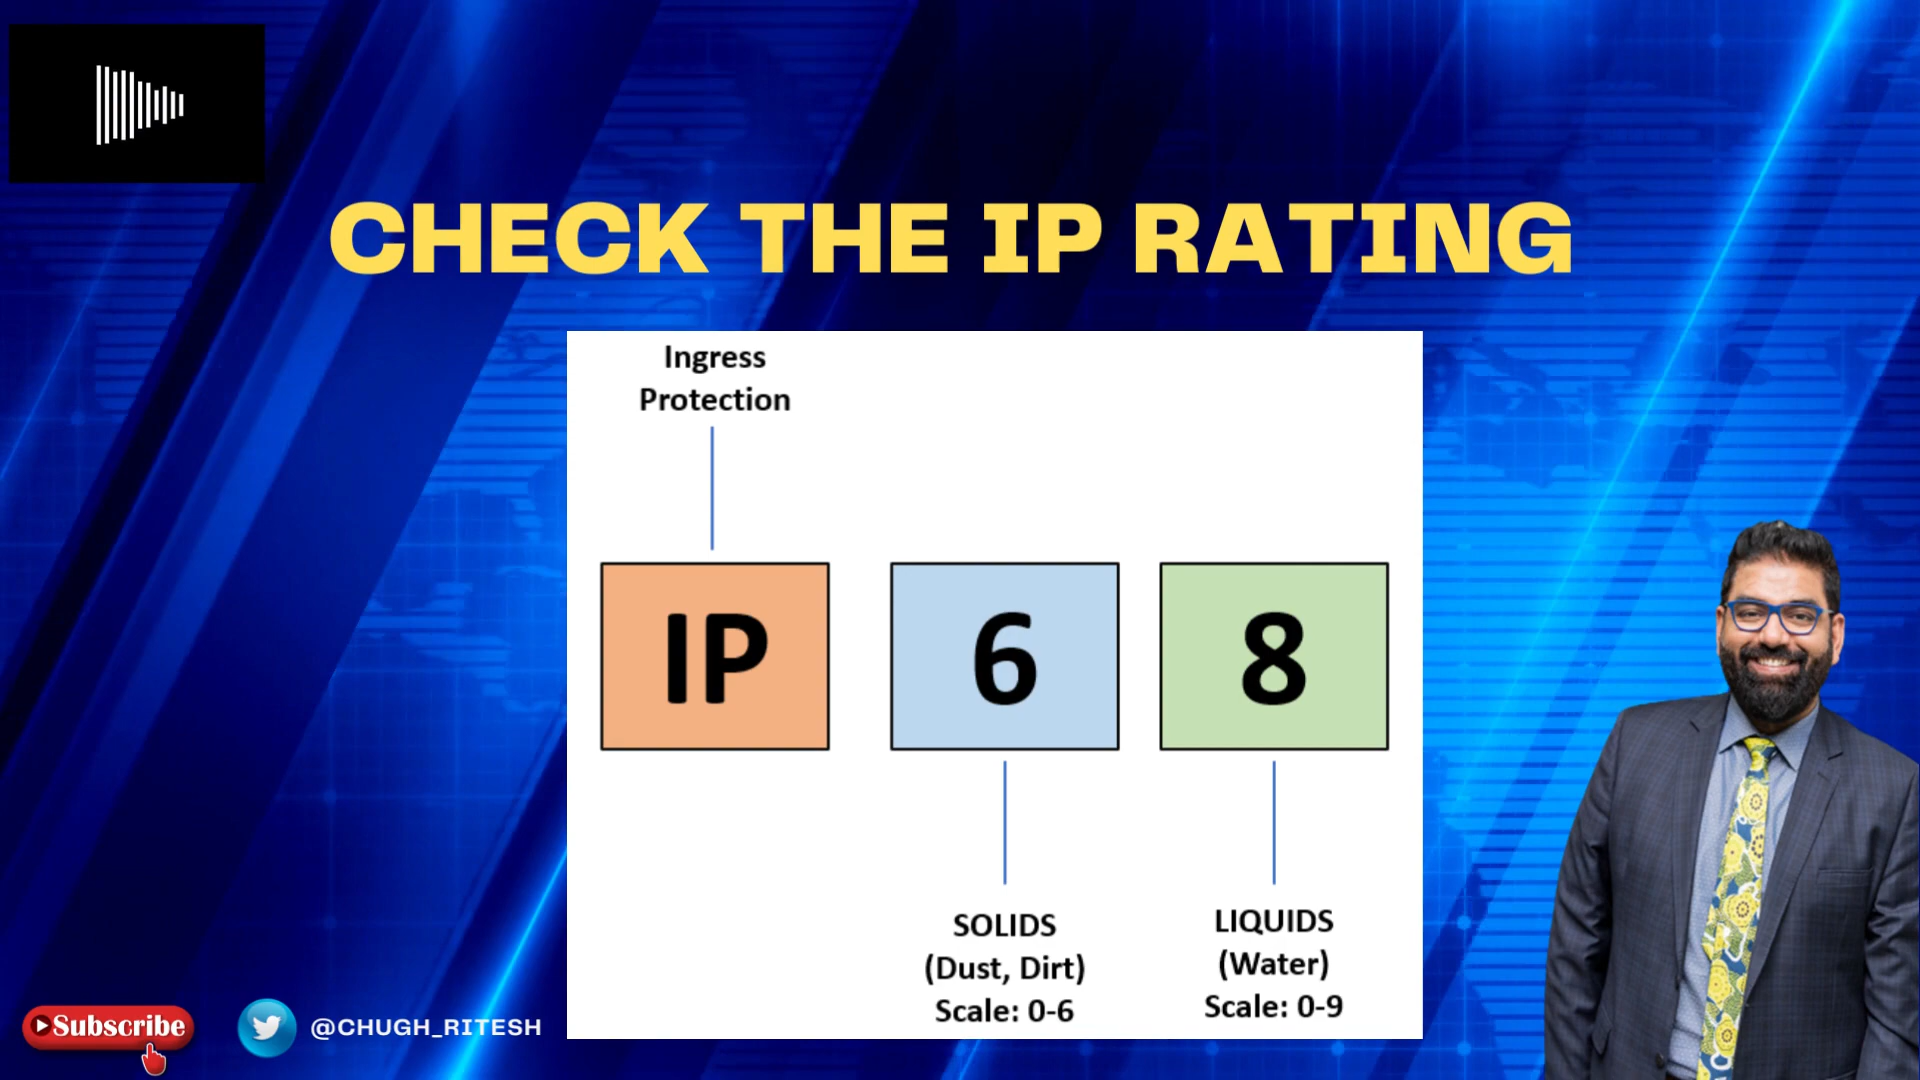 CHECK THE IP RATING
Ingress
Protection
IP
6
8
SOLIDS
(Dust, Dirt)
Scale: 0-6
LIQUIDS
(Water)
Scale: 0-9
Subscribe
@CHUGH_RITESH